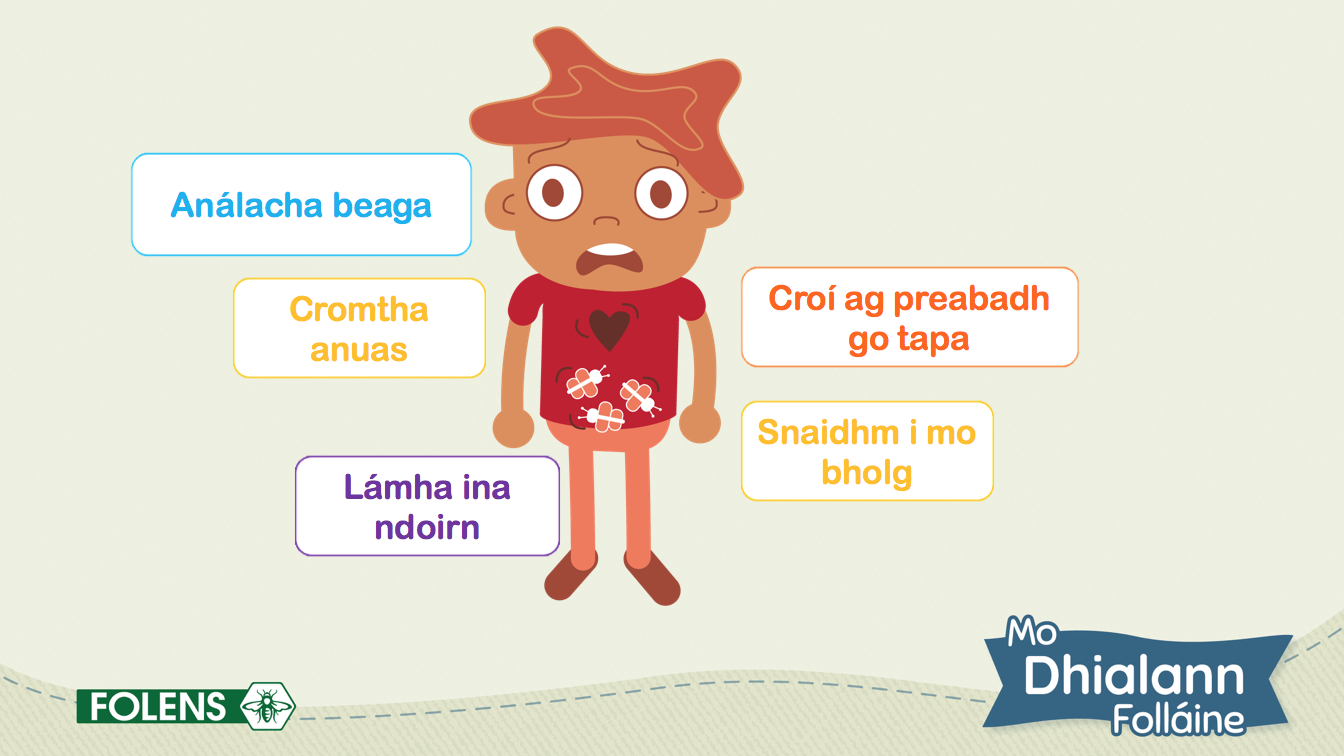 Análacha beaga
Cromtha
anuas
Croí ag preabadh
go tapa
Snaidhm i mo
bholg
Lámha ina
ndoirn
FOLENS
Mo
Dhialann
Folláine